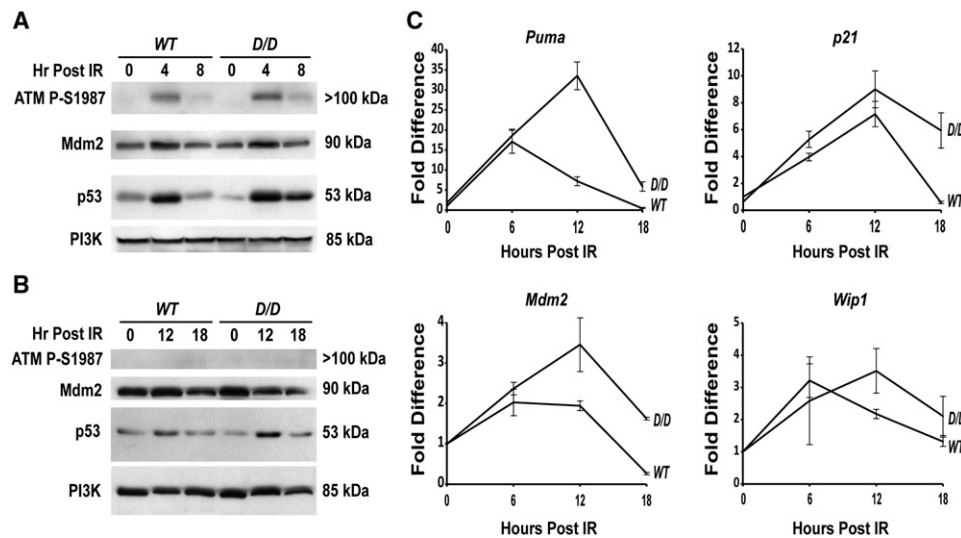 A
WT D/D
Hr Post IR 0 4 8 0 4 8
ATM P-S1987 >100 kDa
Mdm2 90 kDa
p53 53 kDa
PI3K 85 kDa
B
WT D/D
Hr Post IR 0 12 18 0 12 18
ATM P-S1987 >100 kDa
Mdm2 90 kDa
p53 53 kDa
PI3K 85 kDa
C
Puma
Fold Difference
40
35
30
25
20
15
10
5
0
D/D
WT
0 6 12 18
Hours Post IR
p21
Fold Difference
12
10
8
6
4
2
0
D/D
WT
0 6 12 18
Hours Post IR
Mdm2
Fold Difference
4
3
2
1
0
D/D
WT
0 6 12 18
Hours Post IR
Wip1
Fold Difference
5
4
3
2
1
0
D/D
WT
0 6 12 18
Hours Post IR